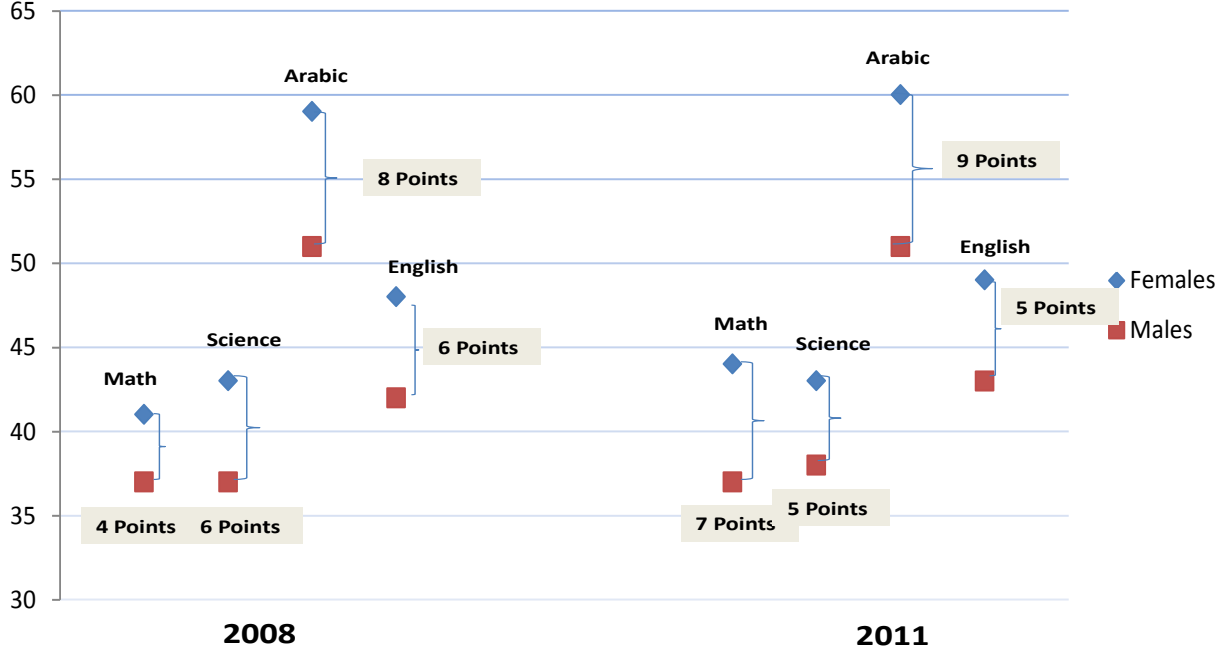 65
60
55
50
45
40
35
30
Arabic
8 Points
English
6 Points
Science
Math
4 Points
6 Points
2008
Arabic
9 Points
English
5 Points
Math
Science
7 Points
5 Points
2011
Females
Males